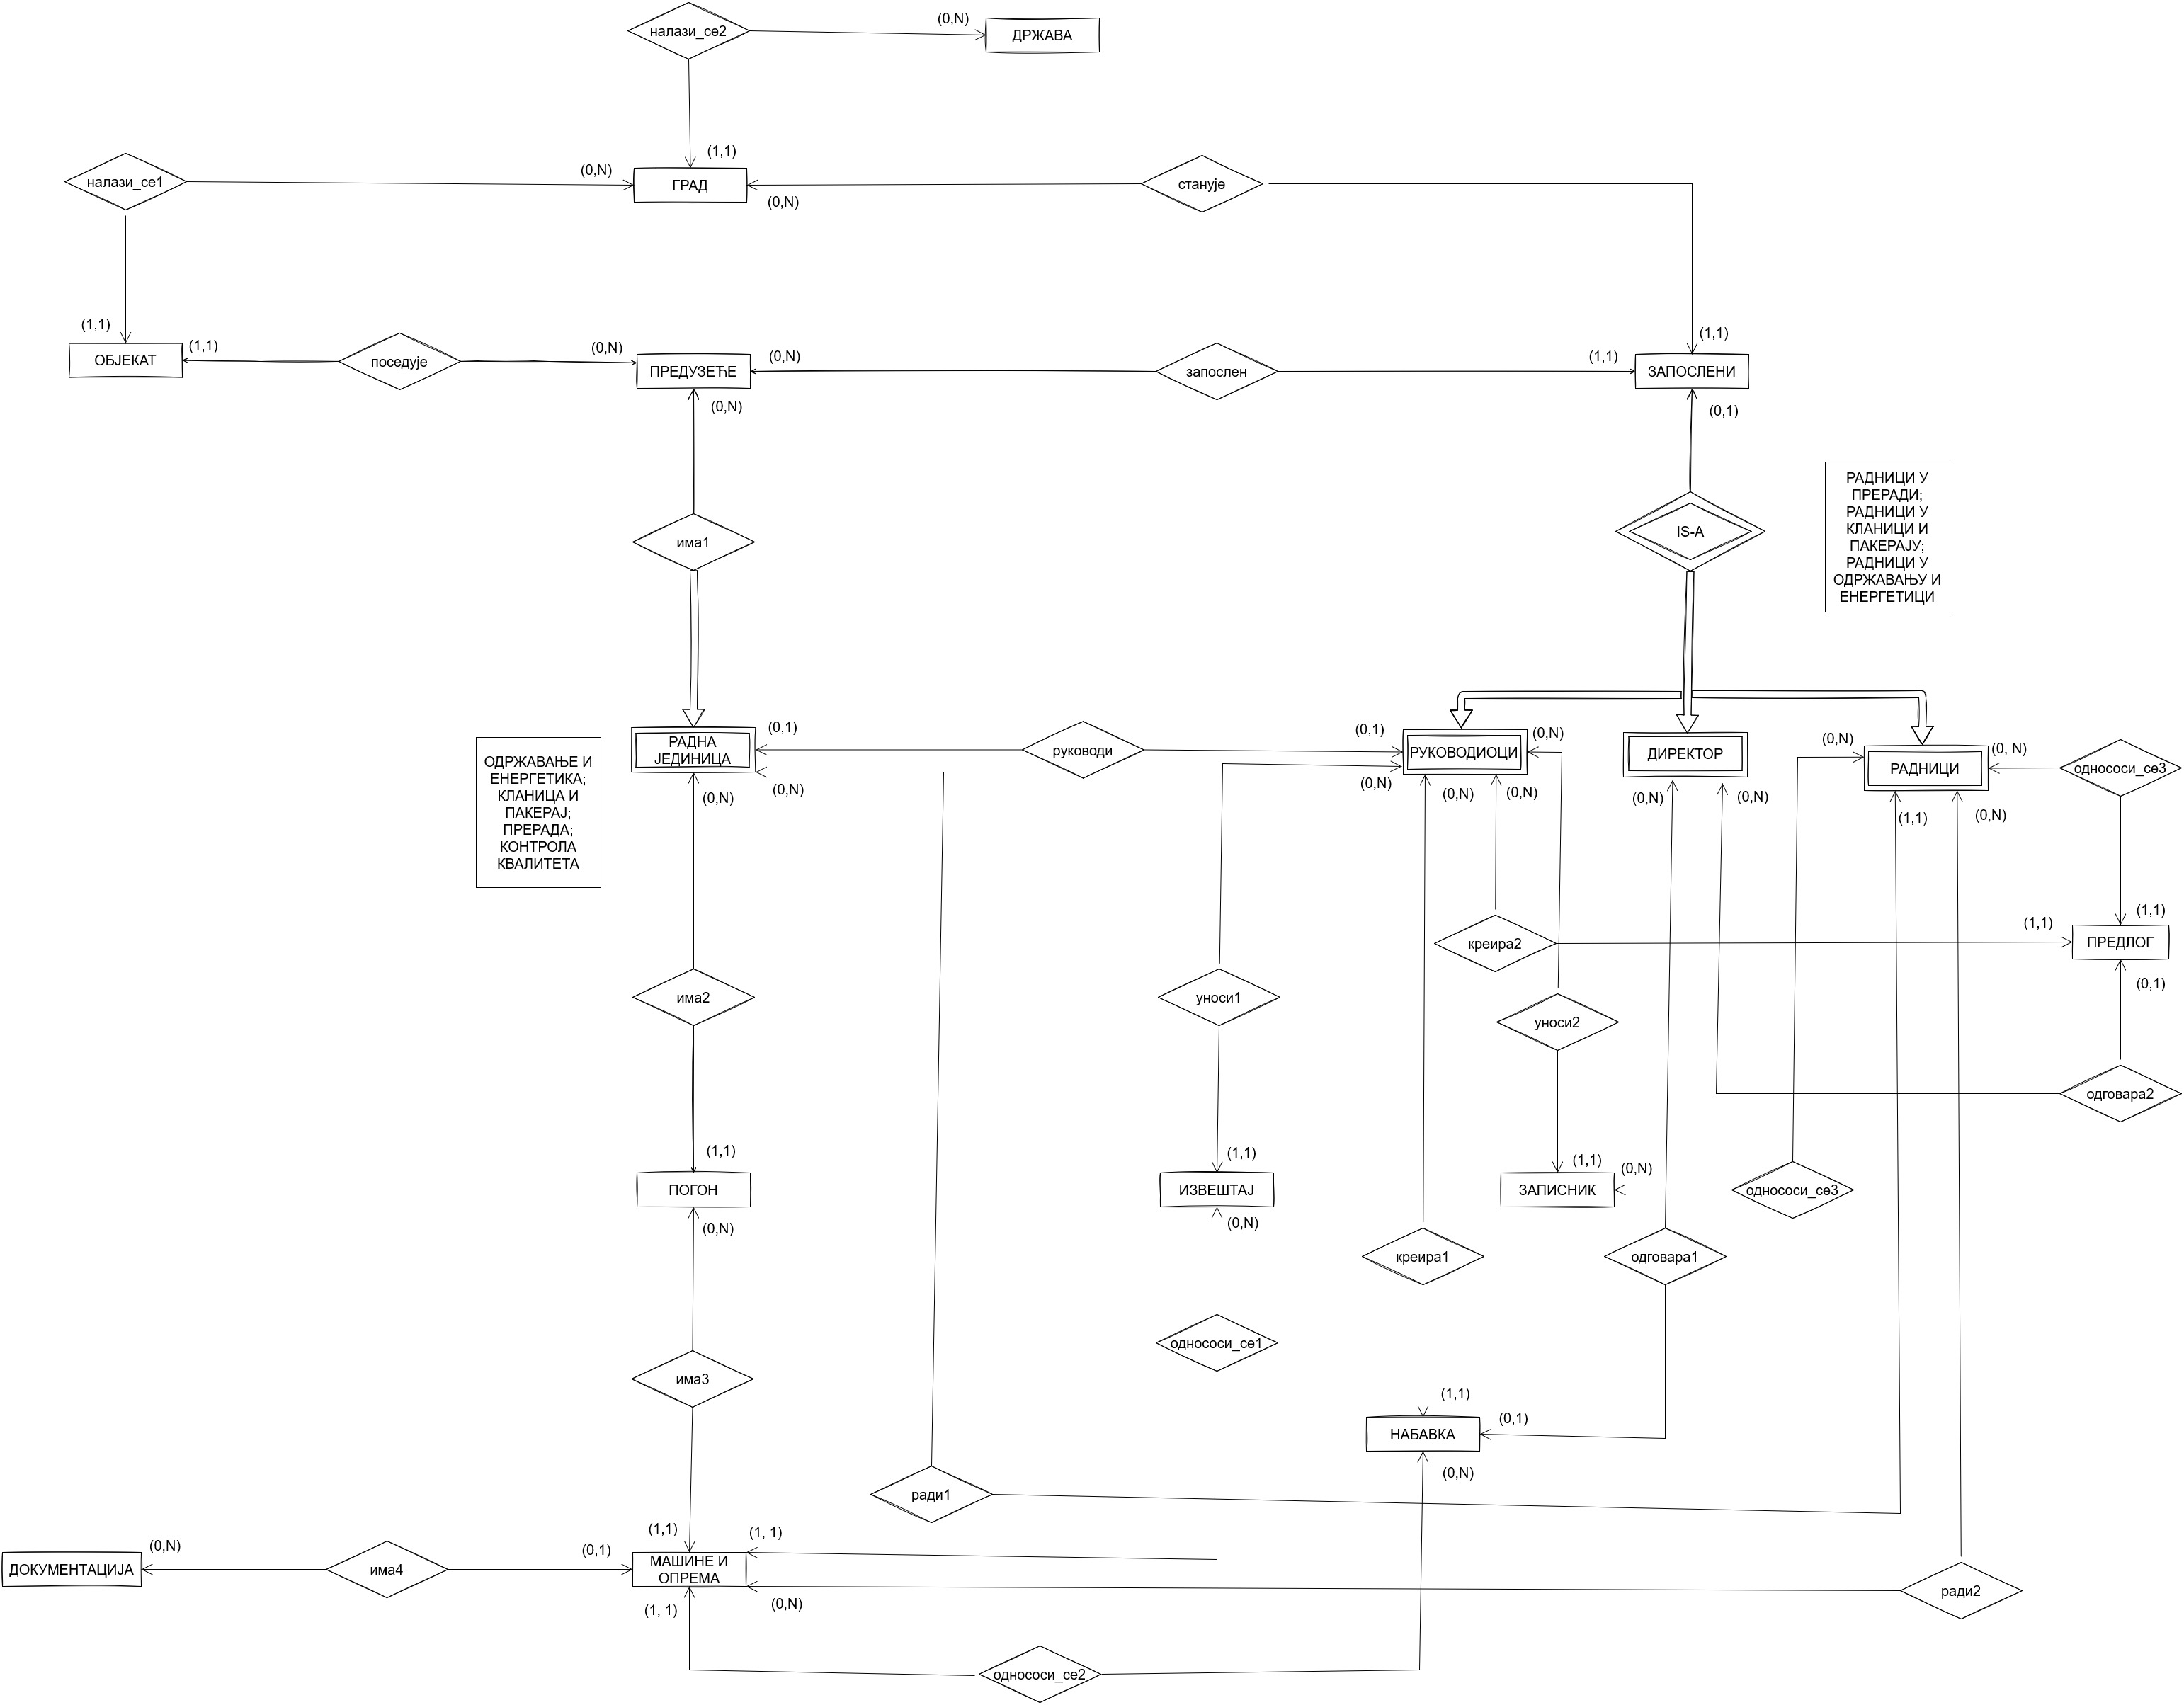 налази_се2
(0,N)
ДРЖАВА
(1,1)
налази_се1
(0,N)
ГРАД
(0,N)
станује
(1,1)
ОБЈЕКАТ
(1,1)
поседује
(0,N)
ПРЕДУЗЕЋЕ
(0,N)
(0,N)
запослен
(1,1)
(1,1)
ЗАПОСЛЕНИ
(0,1)
има1
IS-A
РАДНИЦИ У
ПРЕРАДИ;
РАДНИЦИ У
КЛАНИЦИ И
ПАКЕРАЈУ;
РАДНИЦИ У
ОДРЖАВАЊУ И
ЕНЕРГЕТИЦИ
РАДНА
ЈЕДИНИЦА
(0,1)
(0,N)
(0,N)
руководи
(0,1)
(0,N)
РУКОВОДИОЦИ
(0,N)
(0,N)
(0,N)
ДИРЕКТОР
(0,N)
(0,N)
(0,N)
РАДНИЦИ
(0, N)
(1,1)
(0,N)
однососи_се3
ОДРЖАВАЊЕ И
ЕНЕРГЕТИКА;
КЛАНИЦА И
ПАКЕРАЈ;
ПРЕРАДА;
КОНТРОЛА
КВАЛИТЕТА
креира2
(1,1)
(1,1)
ПРЕДЛОГ
(0,1)
има2
уноси1
уноси2
одговара2
(1,1)
ПОГОН
(0,N)
(1,1)
ИЗВЕШТАЈ
(0,N)
(1,1)
ЗАПИСНИК
(0,N)
однососи_се3
креира1
одговара1
има3
однососи_се1
(1,1)
НАБАВКА
(0,1)
(0,N)
ради1
ДОКУМЕНТАЦИЈА
(0,N)
има4
(0,1)
(1,1)
(1, 1)
МАШИНЕ И
ОПРЕМА
(1, 1)
(0,N)
ради2
однососи_се2